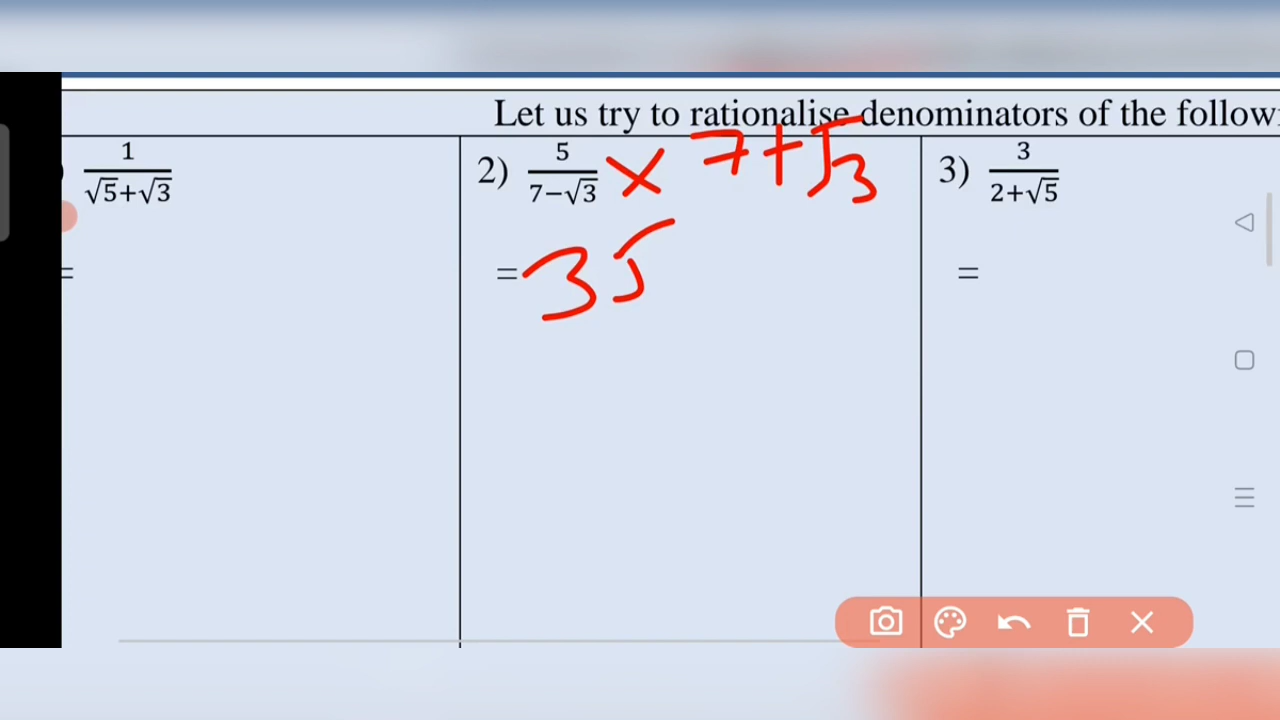 Let us try to rationalise denominators of the follow
) 1/(√5+√3)
=
2) 5/(7−√3) × 7+√3
= 35
3) 3/(2+√5)
=